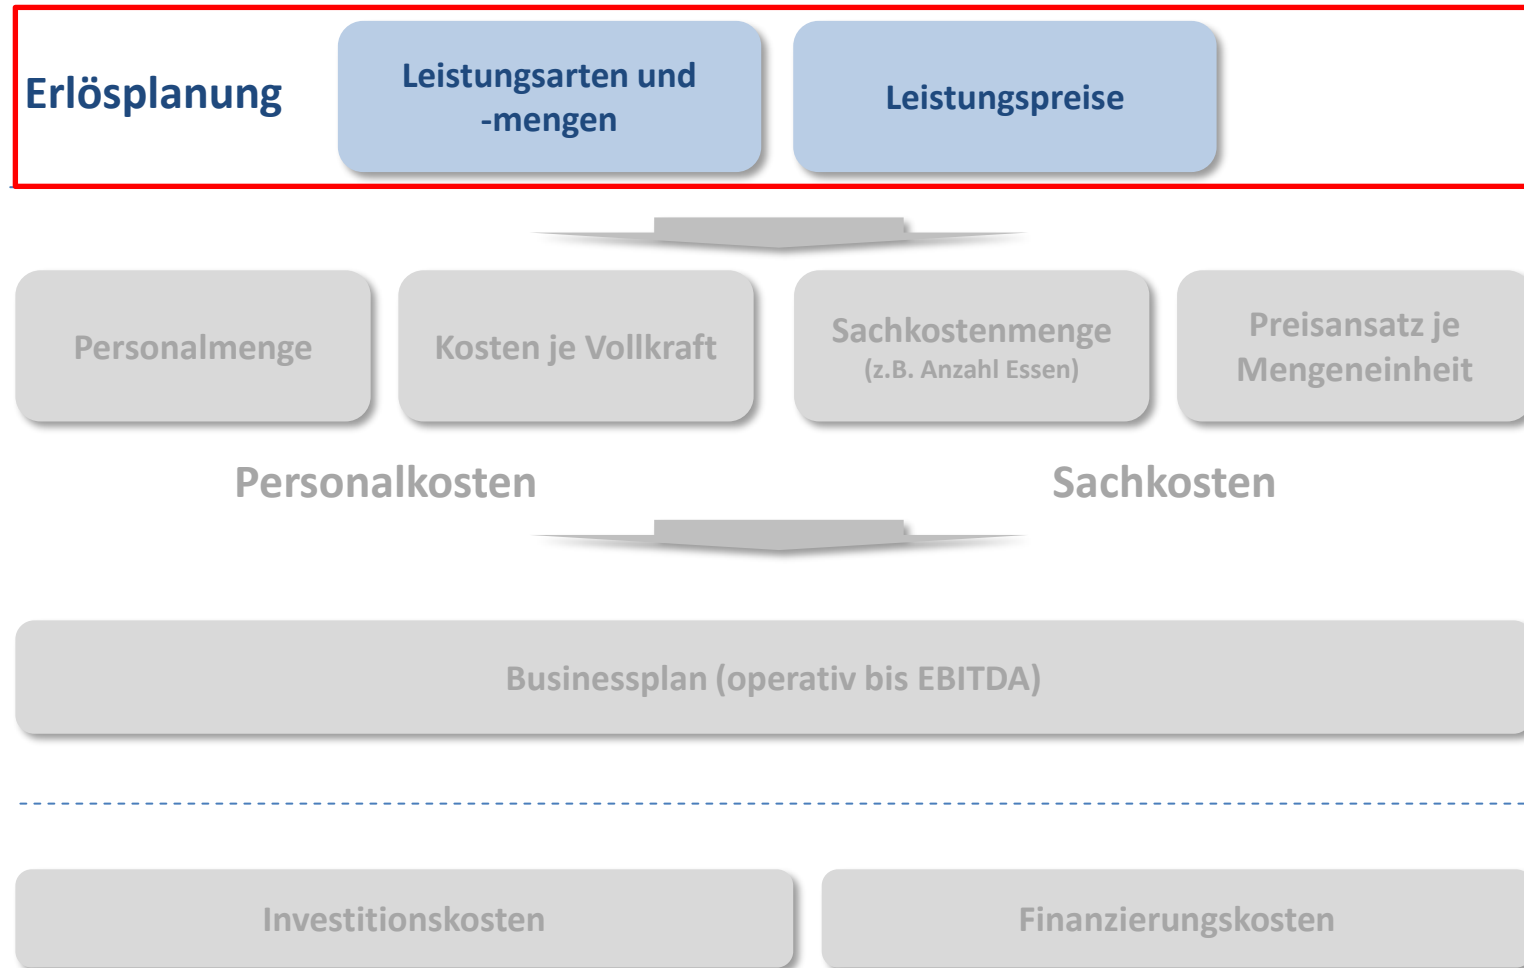 Erlösplanung
Leistungsarten und
-mengen
Leistungspreise
Personalmenge
Kosten je Vollkraft
Sachkostenmenge
(z.B. Anzahl Essen)
Preisansatz je
Mengeneinheit
Personalkosten
Sachkosten
Businessplan (operativ bis EBITDA)
Investitionskosten
Finanzierungskosten